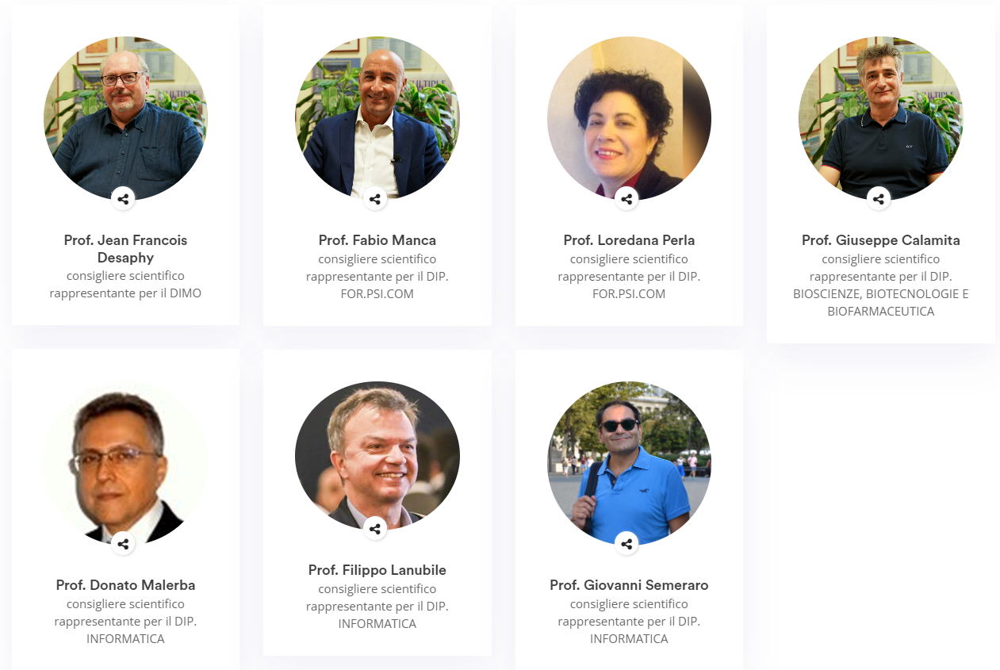 ULTIPLE
MULTIPLE
ULTIPLE
Prof. Jean Francois
Desaphy
consigliere scientifico
rappresentante per il DIMO
Prof. Fabio Manca
consigliere scientifico
rappresentante per il DIP.
FOR.PSI.COM
Prof. Loredana Perla
consigliere scientifico
rappresentante per il DIP.
FOR.PSI.COM
Prof. Giuseppe Calamita
consigliere scientifico
rappresentante per il DIP.
BIOSCIENZE, BIOTECNOLOGIE E
BIOFARMACEUTICA
Prof. Donato Malerba
consigliere scientifico
rappresentante per il DIP.
INFORMATICA
Prof. Filippo Lanubile
consigliere scientifico
rappresentante per il DIP.
INFORMATICA
Prof. Giovanni Semeraro
consigliere scientifico
rappresentante per il DIP.
INFORMATICA